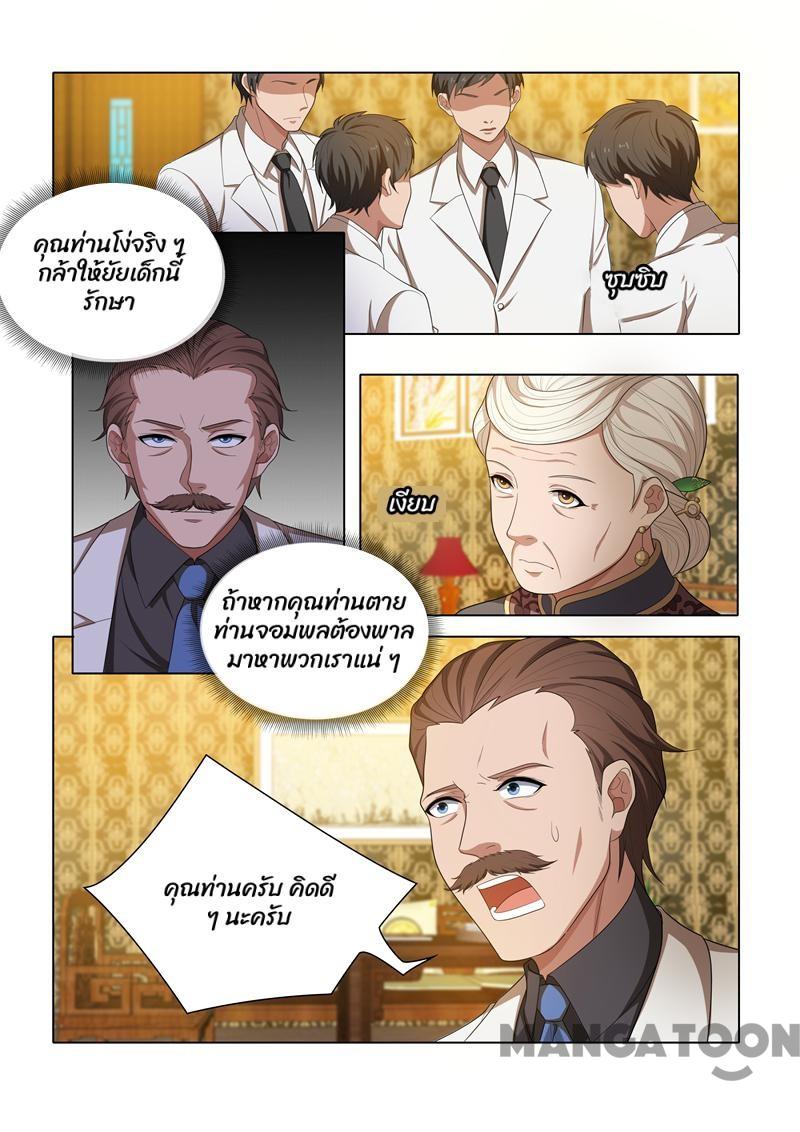 คุณท่านโง่จริง ๆ
กล้าให้ยัยเด็กนี้
รักษา
ซุบซิบ
เงียบ
ถ้าหากคุณท่านตาย
ท่านจอมพลต้องพาล
มาหาพวกเราแน่ ๆ
คุณท่านครับ คิดดี
ๆ นะครับ
MANGATOON